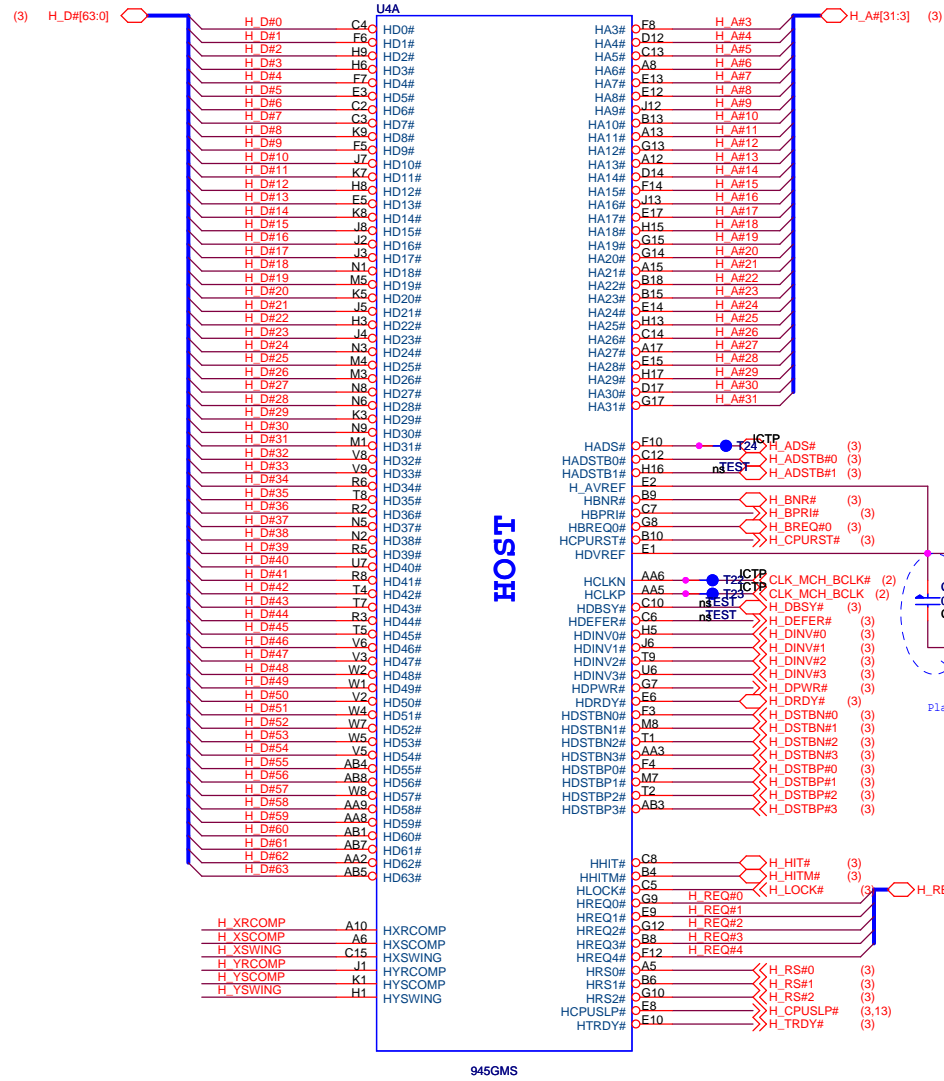 (3) H_D#[63:0]
U4A
H_A#[31:3] (3)
H_D#0 C4 HD0#
H_D#1 F6 HD1#
H_D#2 H9 HD2#
H_D#3 H6 HD3#
H_D#4 F7 HD4#
H_D#5 E3 HD5#
H_D#6 C2 HD6#
H_D#7 C3 HD7#
H_D#8 K9 HD8#
H_D#9 F5 HD9#
H_D#10 J7 HD10#
H_D#11 K7 HD11#
H_D#12 H8 HD12#
H_D#13 E5 HD13#
H_D#14 K8 HD14#
H_D#15 J8 HD15#
H_D#16 J2 HD16#
H_D#17 J3 HD17#
H_D#18 N1 HD18#
H_D#19 M5 HD19#
H_D#20 K5 HD20#
H_D#21 J5 HD21#
H_D#22 H3 HD22#
H_D#23 J4 HD23#
H_D#24 N3 HD24#
H_D#25 M4 HD25#
H_D#26 M3 HD26#
H_D#27 N8 HD27#
H_D#28 N6 HD28#
H_D#29 K3 HD29#
H_D#30 N9 HD30#
H_D#31 M1 HD31#
H_D#32 V8 HD32#
H_D#33 V9 HD33#
H_D#34 R6 HD34#
H_D#35 T8 HD35#
H_D#36 R2 HD36#
H_D#37 N5 HD37#
H_D#38 N2 HD38#
H_D#39 R5 HD39#
H_D#40 U7 HD40#
H_D#41 R8 HD41#
H_D#42 T4 HD42#
H_D#43 T7 HD43#
H_D#44 R3 HD44#
H_D#45 T5 HD45#
H_D#46 V6 HD46#
H_D#47 V3 HD47#
H_D#48 W2 HD48#
H_D#49 W1 HD49#
H_D#50 V2 HD50#
H_D#51 W4 HD51#
H_D#52 W7 HD52#
H_D#53 W5 HD53#
H_D#54 V5 HD54#
H_D#55 AB4 HD55#
H_D#56 AB8 HD56#
H_D#57 W8 HD57#
H_D#58 AA9 HD58#
H_D#59 AA8 HD59#
H_D#60 AB1 HD60#
H_D#61 AB7 HD61#
H_D#62 AA2 HD62#
H_D#63 AB5 HD63#
H_XRCOMP A10 HXRCOMP
H_XSCOMP A6 HXSCOMP
H_XSWING C15 HXSWING
H_YRCOMP J1 HYRCOMP
H_YSCOMP K1 HYSCOMP
H_YSWING H1 HYSWING
HOST
HA3# F8 H_A#3
HA4# D12 H_A#4
HA5# C13 H_A#5
HA6# A8 H_A#6
HA7# E13 H_A#7
HA8# E12 H_A#8
HA9# J12 H_A#9
HA10# B13 H_A#10
HA11# A13 H_A#11
HA12# G13 H_A#12
HA13# A12 H_A#13
HA14# D14 H_A#14
HA15# F14 H_A#15
HA16# J13 H_A#16
HA17# E17 H_A#17
HA18# H15 H_A#18
HA19# G15 H_A#19
HA20# G14 H_A#20
HA21# A15 H_A#21
HA22# B18 H_A#22
HA23# B15 H_A#23
HA24# E14 H_A#24
HA25# H13 H_A#25
HA26# C14 H_A#26
HA27# A17 H_A#27
HA28# E15 H_A#28
HA29# H17 H_A#29
HA30# D17 H_A#30
HA31# G17 H_A#31
HADS# F10 T24 ICTP H_ADS# (3)
HADSTB0# C12 H_ADSTB#0 (3)
HADSTB1# H16 ns TEST H_ADSTB#1 (3)
H_AVREF E2
HBNR# B9 H_BNR# (3)
HBPRI# C7 H_BPRI# (3)
HBREQ0# G8 H_BREQ#0 (3)
HCPURST# B10 H_CPURST# (3)
HDVREF E1
HCLKN AA6 T22 ICTP CLK_MCH_BCLK# (2)
HCLKP AA5 T23 ICTP CLK_MCH_BCLK (2)
HDBSY# C10 ns TEST H_DBSY# (3)
HDEFER# C6 ns TEST H_DEFER# (3)
HDINV0# H5 H_DINV#0 (3)
HDINV1# J6 H_DINV#1 (3)
HDINV2# T9 H_DINV#2 (3)
HDINV3# U6 H_DINV#3 (3)
HDPWR# G7 H_DPWR# (3)
HDRDY# E6 H_DRDY# (3)
HDSTBN0# F3 H_DSTBN#0 (3)
HDSTBN1# M8 H_DSTBN#1 (3)
HDSTBN2# T1 H_DSTBN#2 (3)
HDSTBN3# AA3 H_DSTBN#3 (3)
HDSTBP0# F4 H_DSTBP#0 (3)
HDSTBP1# M7 H_DSTBP#1 (3)
HDSTBP2# T2 H_DSTBP#2 (3)
HDSTBP3# AB3 H_DSTBP#3 (3)
HHIT# C8 H_HIT# (3)
HHITM# B4 H_HITM# (3)
HLOCK# C5 H_LOCK# (3)
HREQ0# G9 H_REQ#0
HREQ1# E9 H_REQ#1
HREQ2# G12 H_REQ#2
HREQ3# B8 H_REQ#3
HREQ4# F12 H_REQ#4
HRS0# A5 H_RS#0 (3)
HRS1# B6 H_RS#1 (3)
HRS2# G10 H_RS#2 (3)
HCPUSLP# E8 H_CPUSLP# (3,13)
HTRDY# E10 H_TRDY# (3)
945GMS